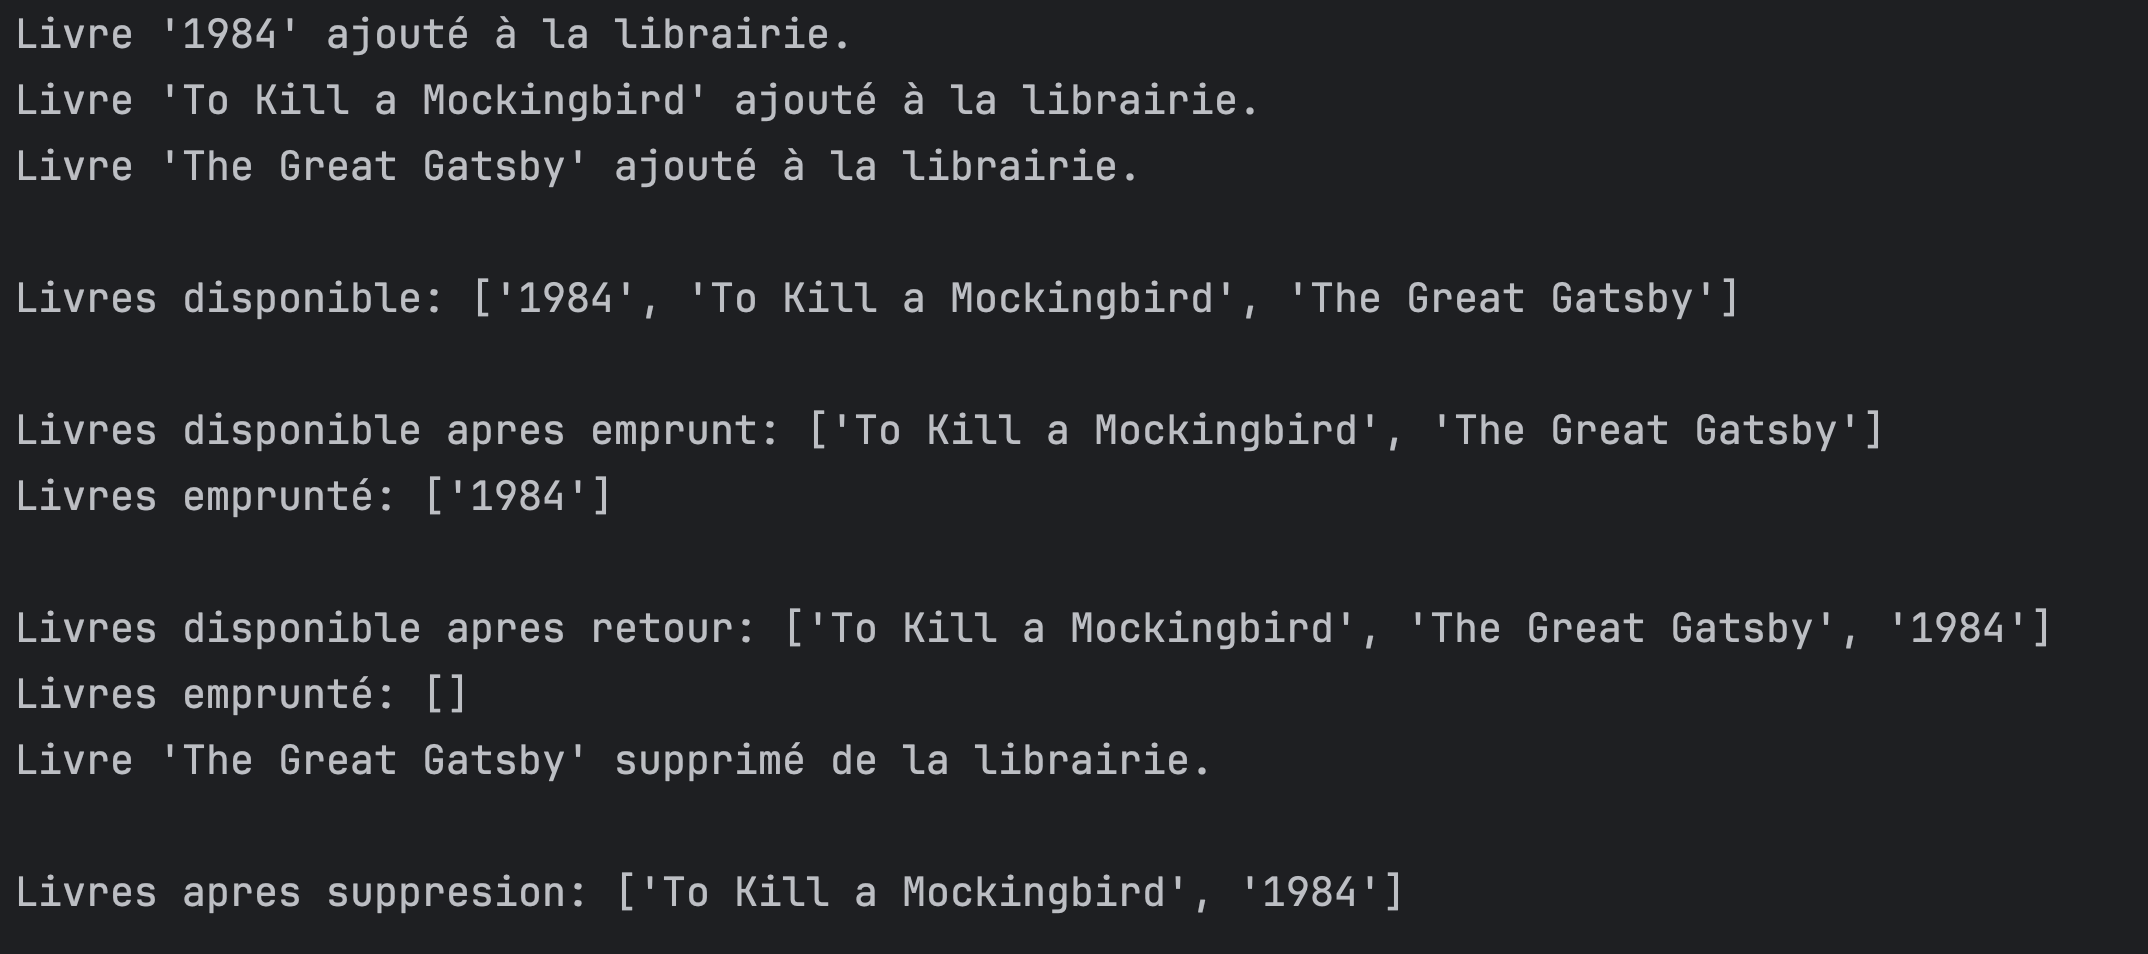 Livre '1984' ajouté à la librairie.
Livre 'To Kill a Mockingbird' ajouté à la librairie.
Livre 'The Great Gatsby' ajouté à la librairie.
Livres disponible: ['1984', 'To Kill a Mockingbird', 'The Great Gatsby']
Livres disponible apres emprunt: ['To Kill a Mockingbird', 'The Great Gatsby']
Livres emprunté: ['1984']
Livres disponible apres retour: ['To Kill a Mockingbird', 'The Great Gatsby', '1984']
Livres emprunté: []
Livre 'The Great Gatsby' supprimé de la librairie.
Livres apres suppresion: ['To Kill a Mockingbird', '1984']